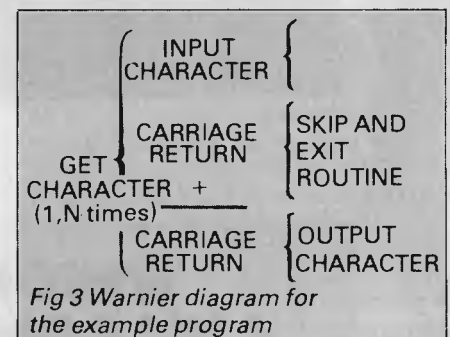 INPUT
CHARACTER
CARRIAGE
RETURN
SKIP AND
EXIT
ROUTINE
GET
CHARACTER
(1,N times)
+
CARRIAGE
RETURN
OUTPUT
CHARACTER
Fig 3 Warnier diagram for
the example program